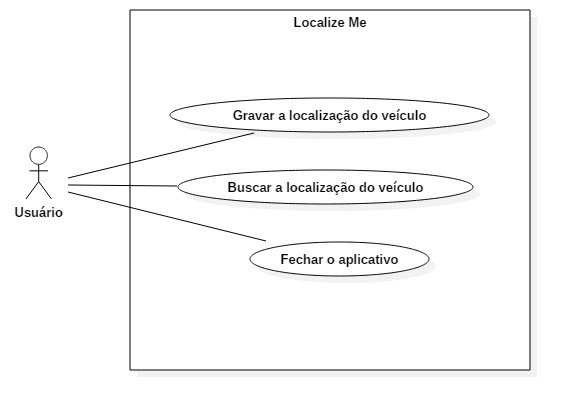 Localize Me
Gravar a localização do veículo
Buscar a localização do veículo
Usuário
Fechar o aplicativo